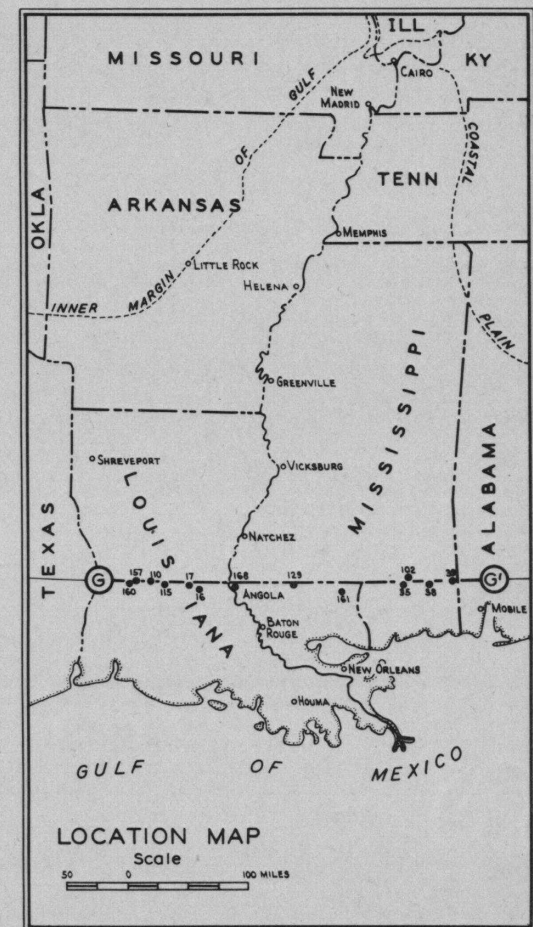 ILL
MISSOURI
KY
CAIRO
GULF
NEW MADRID
OF
COASTAL
TENN
OKLA
ARKANSAS
MEMPHIS
LITTLE ROCK
HELENA
INNER
MARGIN
PLAIN
MISSISSIPPI
GREENVILLE
SHREVEPORT
VICKSBURG
ALABAMA
LOUISIANA
TEXAS
NATCHEZ
G
157
110
17
168
129
102
G'
160
115
16
ANGOLA
161
55
58
MOBILE
BATON ROUGE
NEW ORLEANS
HOUMA
GULF OF MEXICO
LOCATION MAP
Scale
50 0 100 MILES